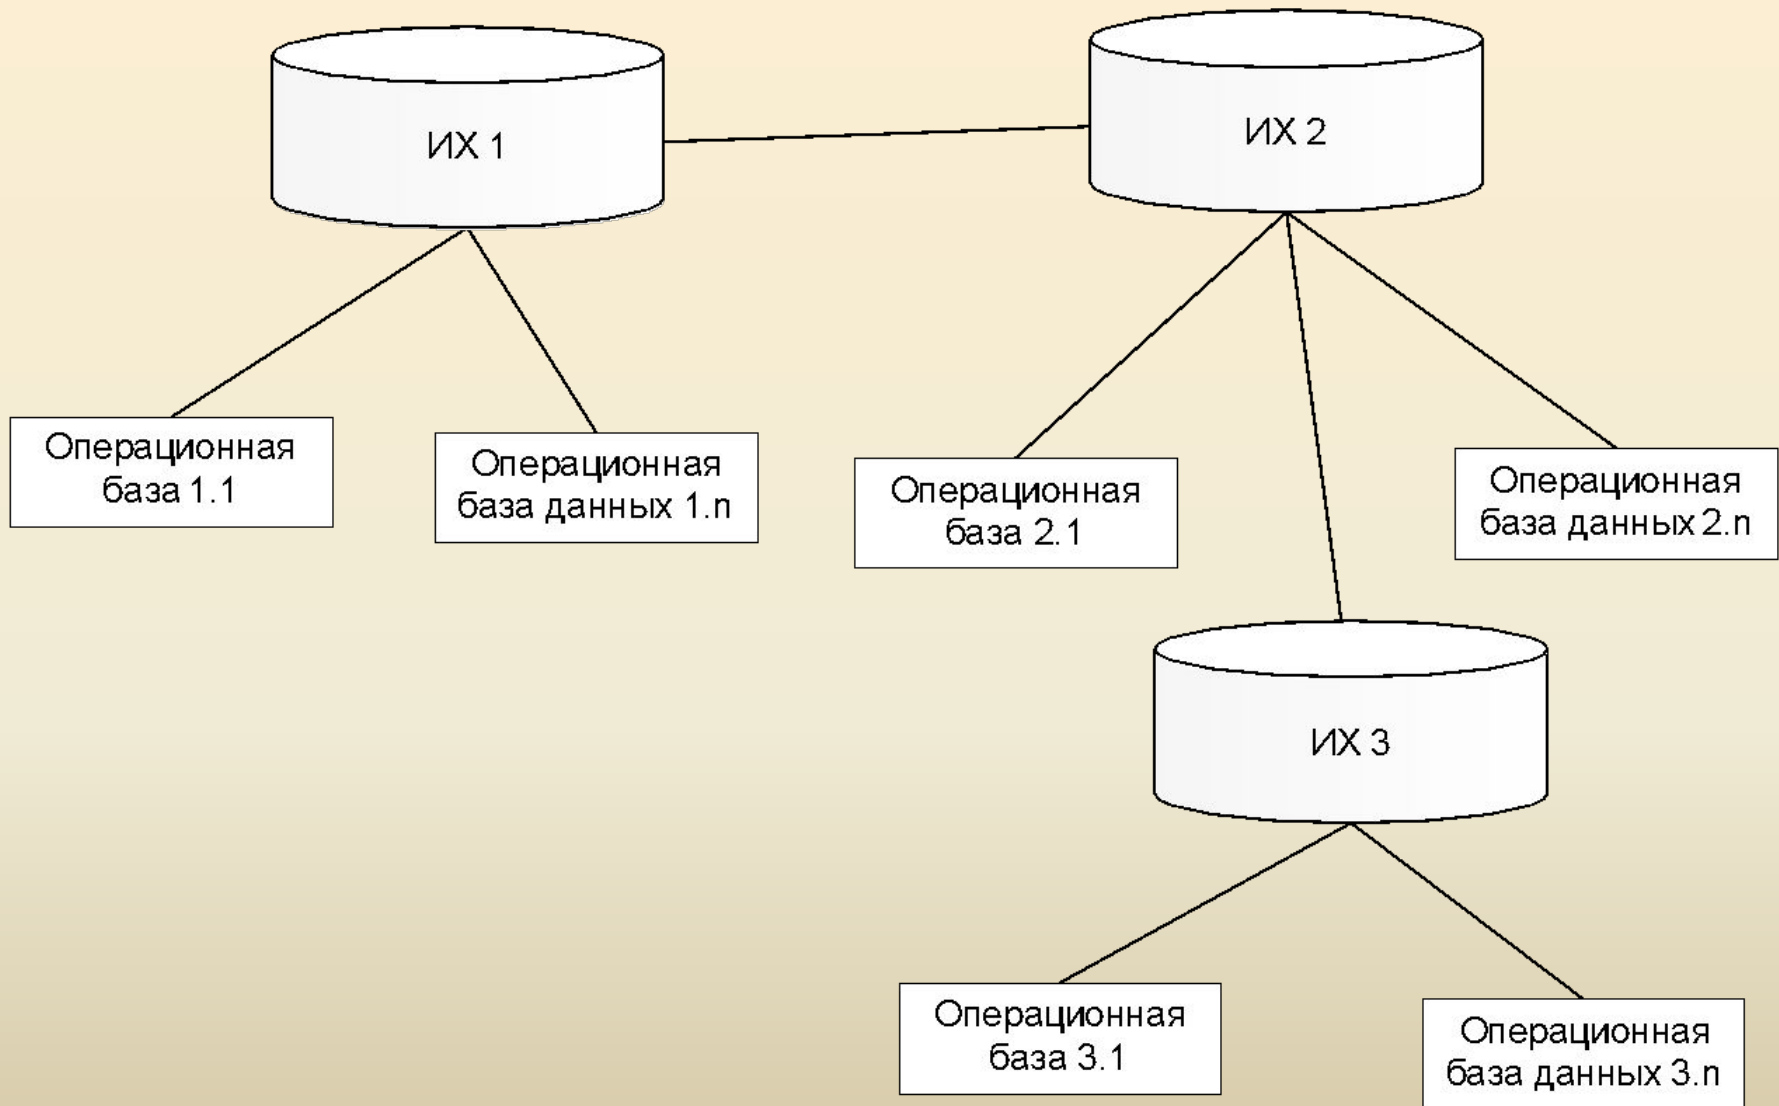 ИХ 1
ИХ 2
Операционная
база 1.1
Операционная
база данных 1.n
Операционная
база 2.1
Операционная
база данных 2.n
ИХ 3
Операционная
база 3.1
Операционная
база данных 3.n